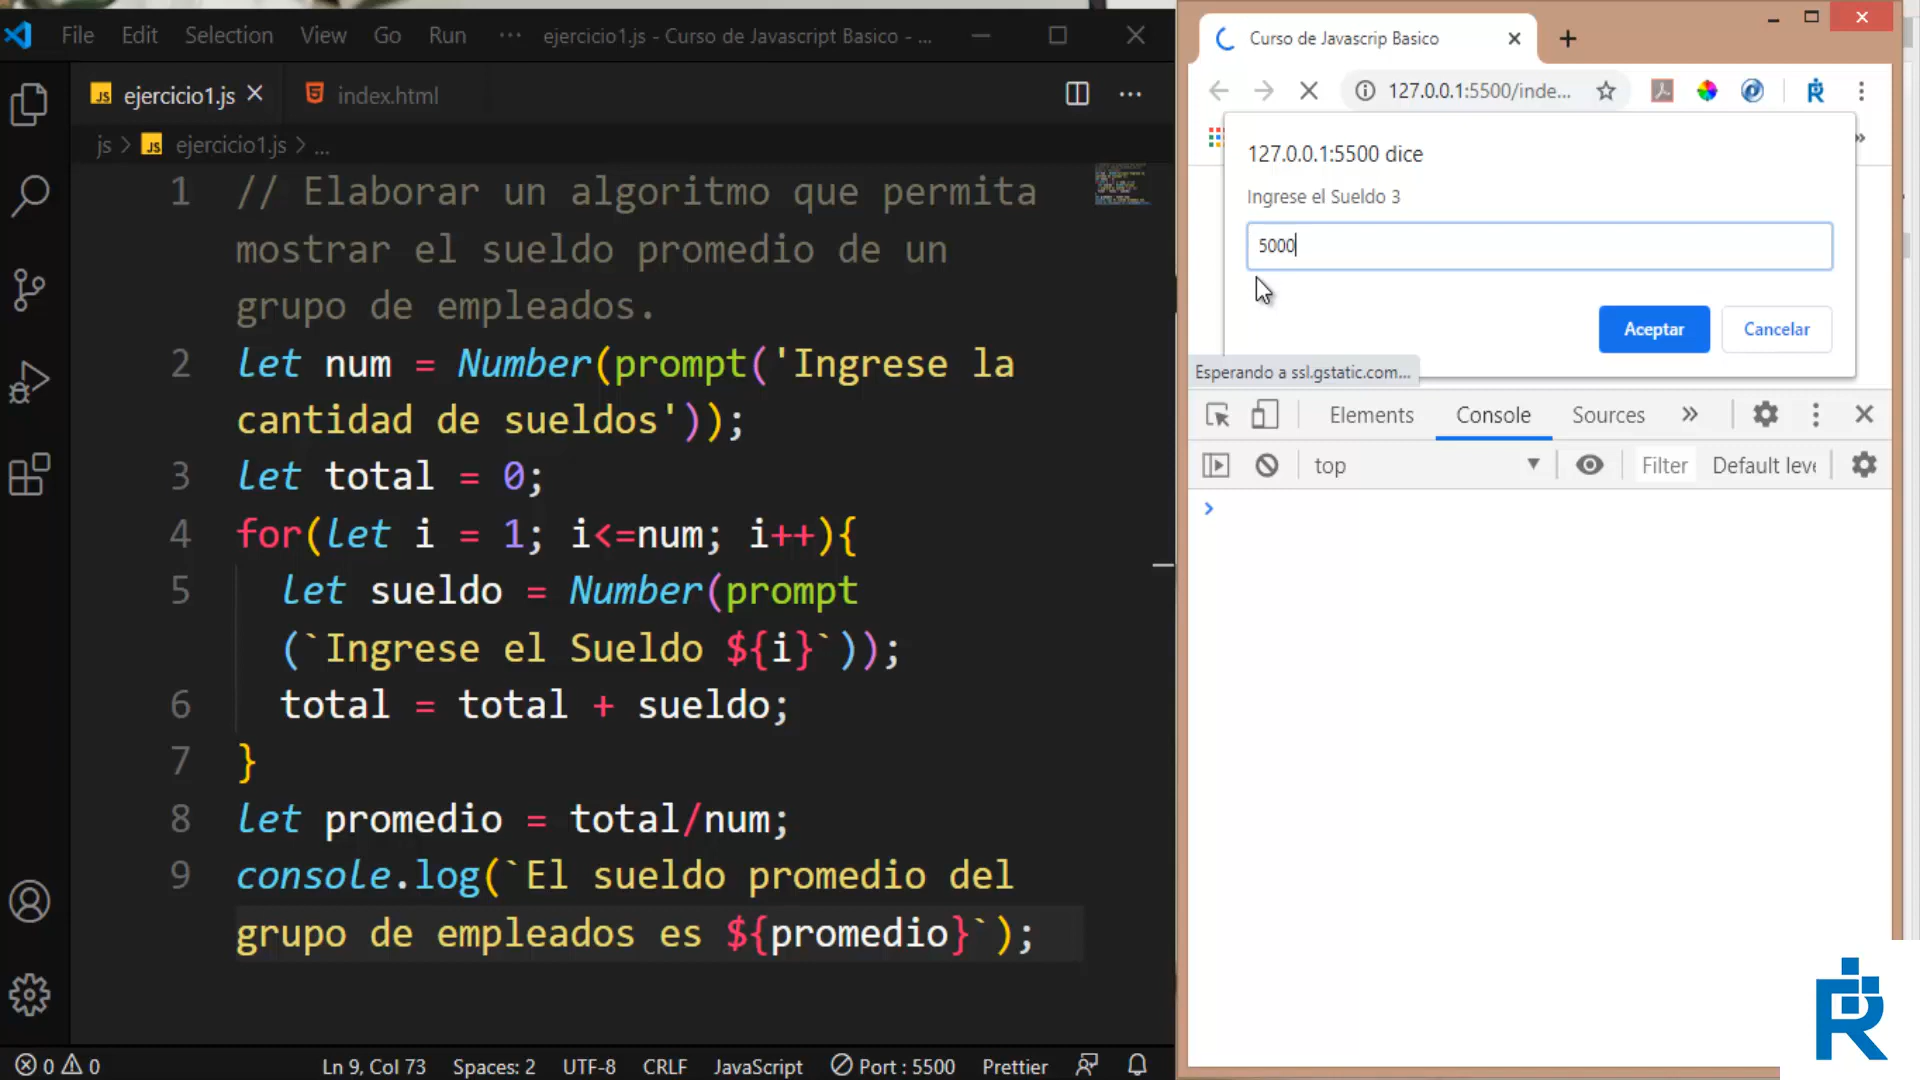 File Edit Selection View Go Run ··· ejercicio1.js - Curso de Javascript Basico - ...
JS ejercicio1.js index.html
js > JS ejercicio1.js > ...
1 // Elaborar un algoritmo que permita
mostrar el sueldo promedio de un
grupo de empleados.
2 let num = Number(prompt('Ingrese la
cantidad de sueldos'));
3 let total = 0;
4 for(let i = 1; i<=num; i++){
5 let sueldo = Number(prompt
(`Ingrese el Sueldo ${i}`));
6 total = total + sueldo;
7 }
8 let promedio = total/num;
9 console.log(`El sueldo promedio del
grupo de empleados es ${promedio}`);
0 0 Ln 9, Col 73 Spaces: 2 UTF-8 CRLF JavaScript Port : 5500 Prettier
Curso de Javascrip Basico
127.0.0.1:5500/inde...
127.0.0.1:5500 dice
Ingrese el Sueldo 3
5000
Aceptar Cancelar
Esperando a ssl.gstatic.com...
Elements Console Sources »
top Filter Default leve